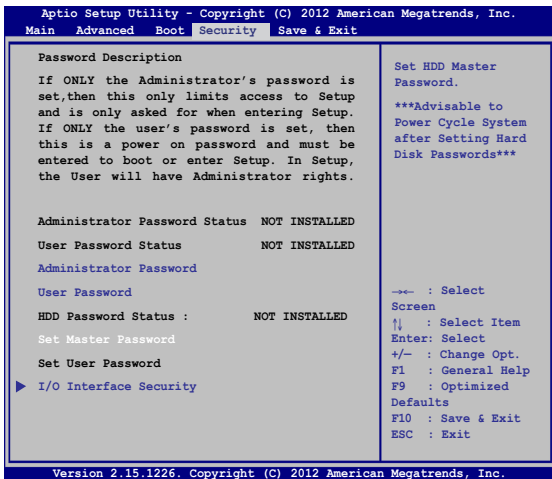 Aptio Setup Utility - Copyright (C) 2012 American Megatrends, Inc.
Main Advanced Boot Security Save & Exit
Password Description
If ONLY the Administrator's password is
set,then this only limits access to Setup
and is only asked for when entering Setup.
If ONLY the user's password is set, then
this is a power on password and must be
entered to boot or enter Setup. In Setup,
the User will have Administrator rights.
Administrator Password Status NOT INSTALLED
User Password Status NOT INSTALLED
Administrator Password
User Password
HDD Password Status : NOT INSTALLED
Set Master Password
Set User Password
I/O Interface Security
Set HDD Master
Password.
***Advisable to
Power Cycle System
after Setting Hard
Disk Passwords***
→← : Select
Screen
↑↓ : Select Item
Enter: Select
+/— : Change Opt.
F1 : General Help
F9 : Optimized
Defaults
F10 : Save & Exit
ESC : Exit
Version 2.15.1226. Copyright (C) 2012 American Megatrends, Inc.